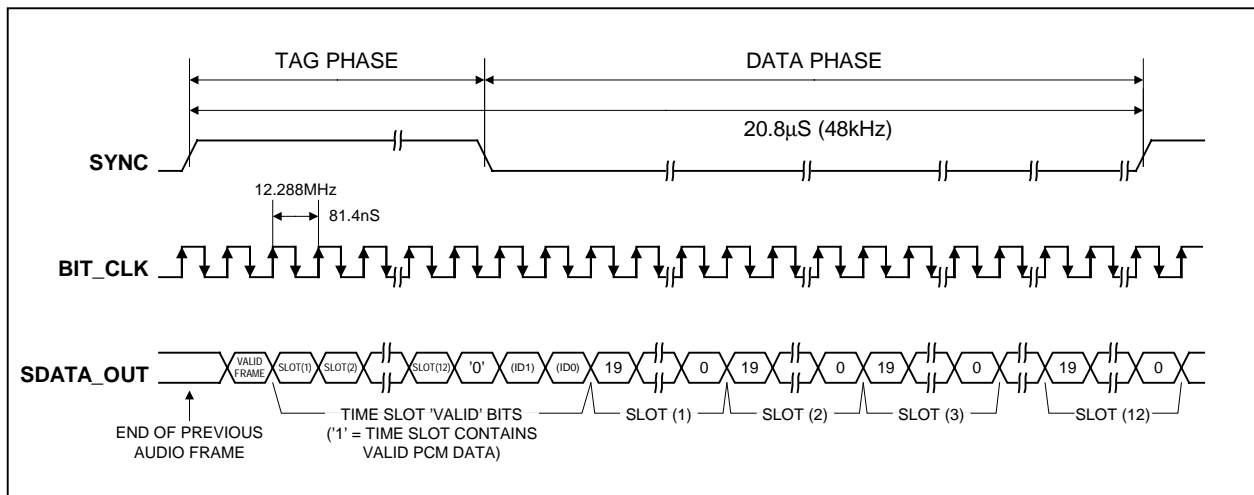 TAG PHASE
DATA PHASE
20.8µS (48kHz)
SYNC
12.288MHz
81.4nS
BIT_CLK
SDATA_OUT
VALID
FRAME
SLOT(1)
SLOT(2)
SLOT(12)
'0'
(ID1)
(ID0)
19
0
19
0
19
0
19
0
END OF PREVIOUS
AUDIO FRAME
TIME SLOT 'VALID' BITS
('1' = TIME SLOT CONTAINS
VALID PCM DATA)
SLOT (1)
SLOT (2)
SLOT (3)
SLOT (12)